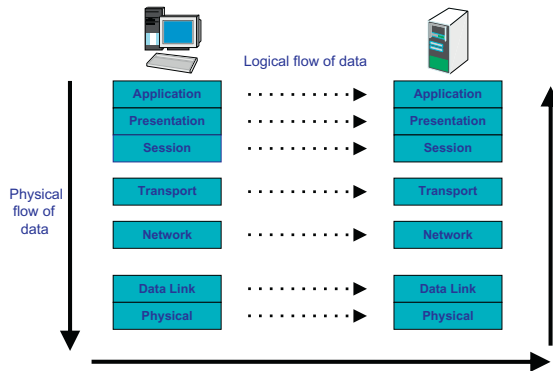 Logical flow of data
Application
Application
Presentation
Presentation
Session
Session
Physical
flow of
data
Transport
Transport
Network
Network
Data Link
Data Link
Physical
Physical